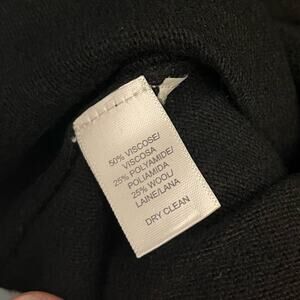 50% VISCOSE/
VISCOSA
25% POLYAMIDE/
POLIAMIDA
25% WOOL/
LAINE/LANA
DRY CLEAN